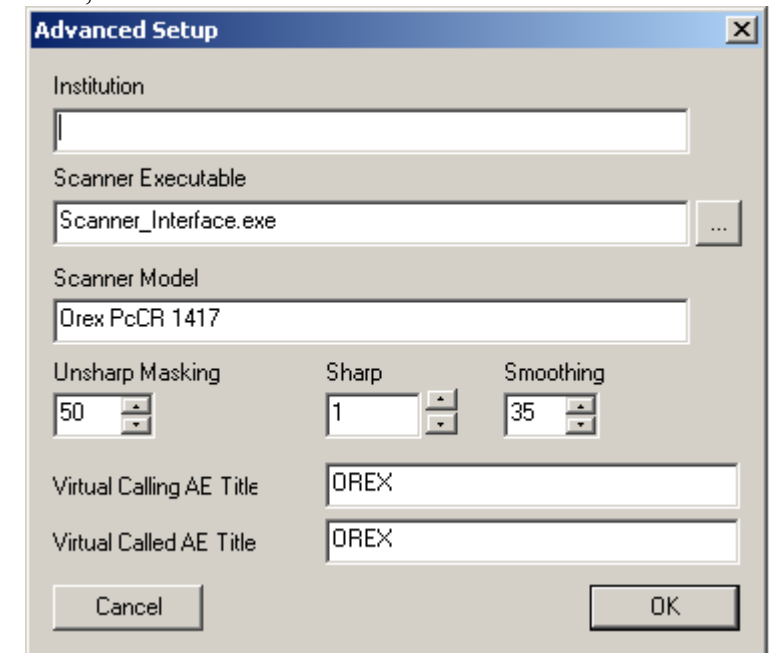 Advanced Setup
Institution
Scanner Executable
Scanner_Interface.exe
...
Scanner Model
Orex PcCR 1417
Unsharp Masking Sharp Smoothing
50 1 35
Virtual Calling AE Title OREX
Virtual Called AE Title OREX
Cancel OK